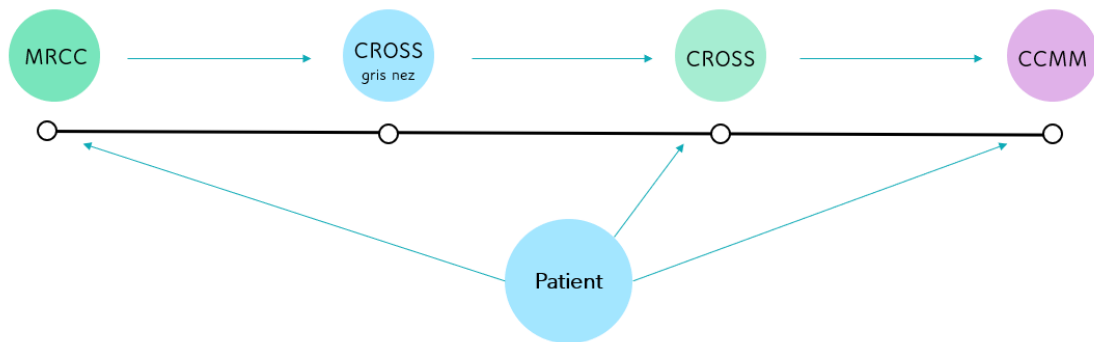 MRCC
CROSS
gris nez
CROSS
CCMM
Patient